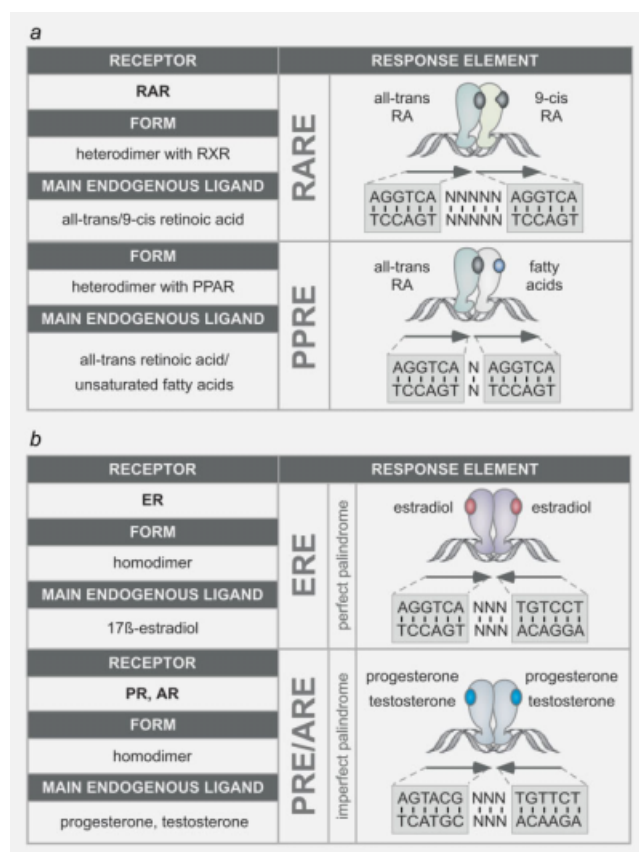 a
RECEPTOR
RESPONSE ELEMENT
RAR
FORM
heterodimer with RXR
MAIN ENDOGENOUS LIGAND
all-trans/9-cis retinoic acid
RARE
all-trans
RA
9-cis
RA
AGGTCA NNNNN AGGTCA
TCCAGT NNNNN TCCAGT
FORM
heterodimer with PPAR
MAIN ENDOGENOUS LIGAND
all-trans retinoic acid/
unsaturated fatty acids
PPRE
all-trans
RA
fatty
acids
AGGTCA N AGGTCA
TCCAGT N TCCAGT
b
RECEPTOR
RESPONSE ELEMENT
ER
FORM
homodimer
MAIN ENDOGENOUS LIGAND
17ß-estradiol
ERE
perfect palindrome
estradiol
estradiol
AGGTCA NNN TGTCCT
TCCAGT NNN ACAGGA
RECEPTOR
PR, AR
FORM
homodimer
MAIN ENDOGENOUS LIGAND
progesterone, testosterone
PRE/ARE
imperfect palindrome
progesterone
testosterone
progesterone
testosterone
AGTACG NNN TGTTCT
TCATGC NNN ACAAGA